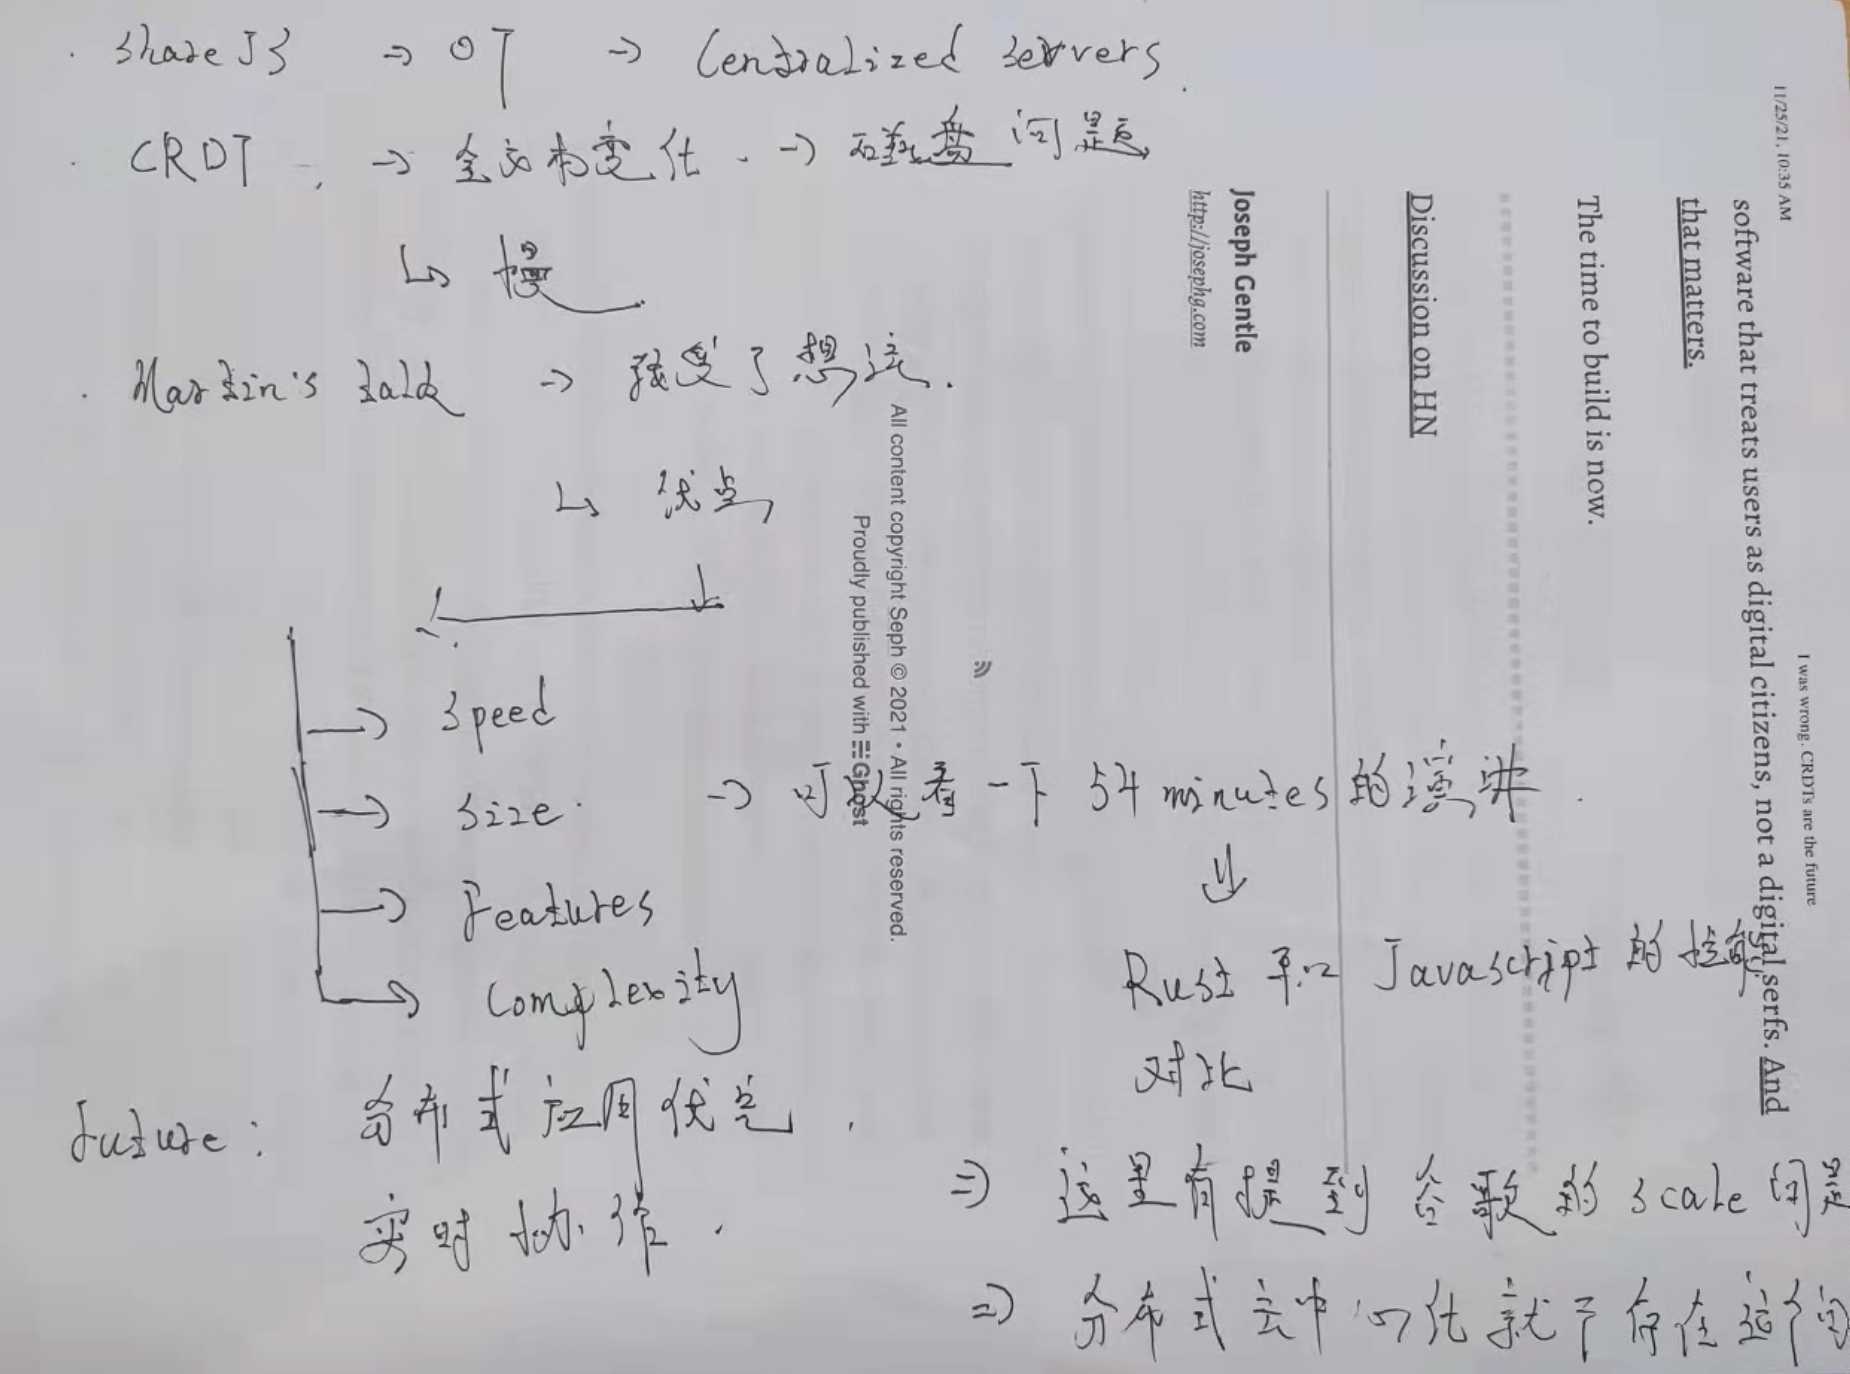 · ShareJS → OT → Centralized servers.
· CRDT. → 全文档变化. → 磁盘问题
↳ 慢
· Martin's talk → 改变了想法.
↳ 优点
→ Speed
→ Size. → 可以看一下 54 minutes 的演讲.
↓
→ Features
Rust 和 Javascript 的性能
→ Complexity
对比
future: 分布式应用优先.
实时协作.
⇒ 这里有提到谷歌的 scale 问题
⇒ 分布式去中心化就不存在这个问
11/25/21, 10:35 AM
I was wrong. CRDTs are the future
software that treats users as digital citizens, not a digital serfs. And
that matters.
The time to build is now.
Discussion on HN
Joseph Gentle
http://josephg.com
All content copyright Seph © 2021 • All rights reserved.
Proudly published with Ghost